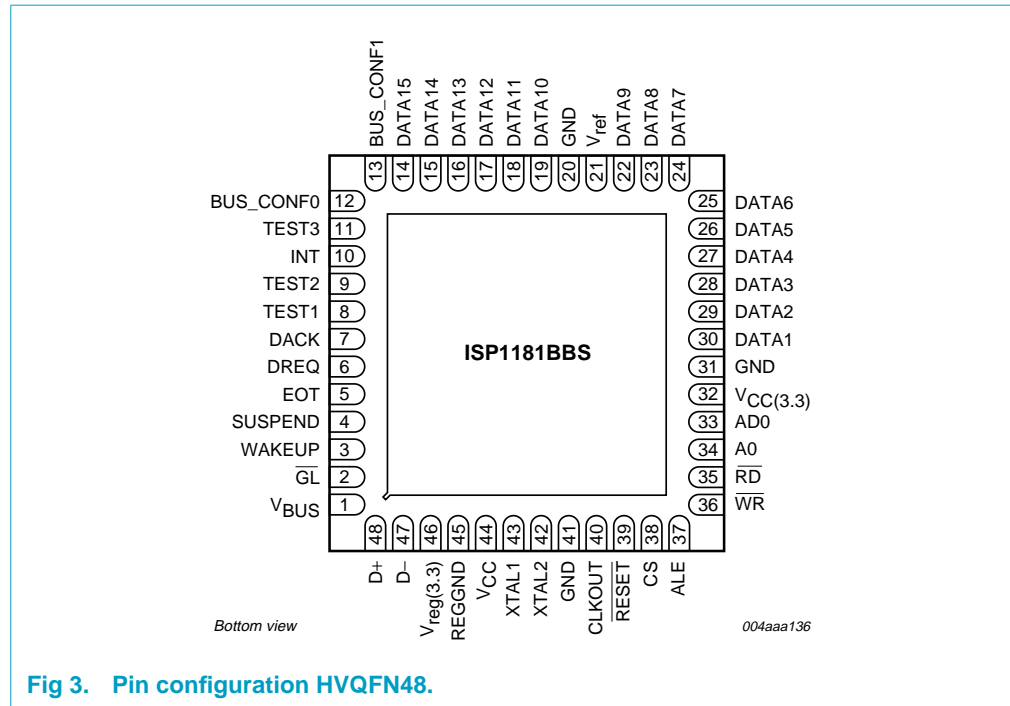 BUS_CONF1
DATA15
DATA14
DATA13
DATA12
DATA11
DATA10
GND
Vref
DATA9
DATA8
DATA7
13
14
15
16
17
18
19
20
21
22
23
24
BUS_CONF0 12
TEST3 11
INT 10
TEST2 9
TEST1 8
DACK 7
DREQ 6
EOT 5
SUSPEND 4
WAKEUP 3
G̅L̅ 2
VBUS 1
ISP1181BBS
25 DATA6
26 DATA5
27 DATA4
28 DATA3
29 DATA2
30 DATA1
31 GND
32 VCC(3.3)
33 AD0
34 A0
35 R̅D̅
36 W̅R̅
48
47
46
45
44
43
42
41
40
39
38
37
D+
D−
Vreg(3.3)
REGGND
VCC
XTAL1
XTAL2
GND
CLKOUT
R̅E̅S̅E̅T̅
CS
ALE
Bottom view
004aaa136
Fig 3. Pin configuration HVQFN48.